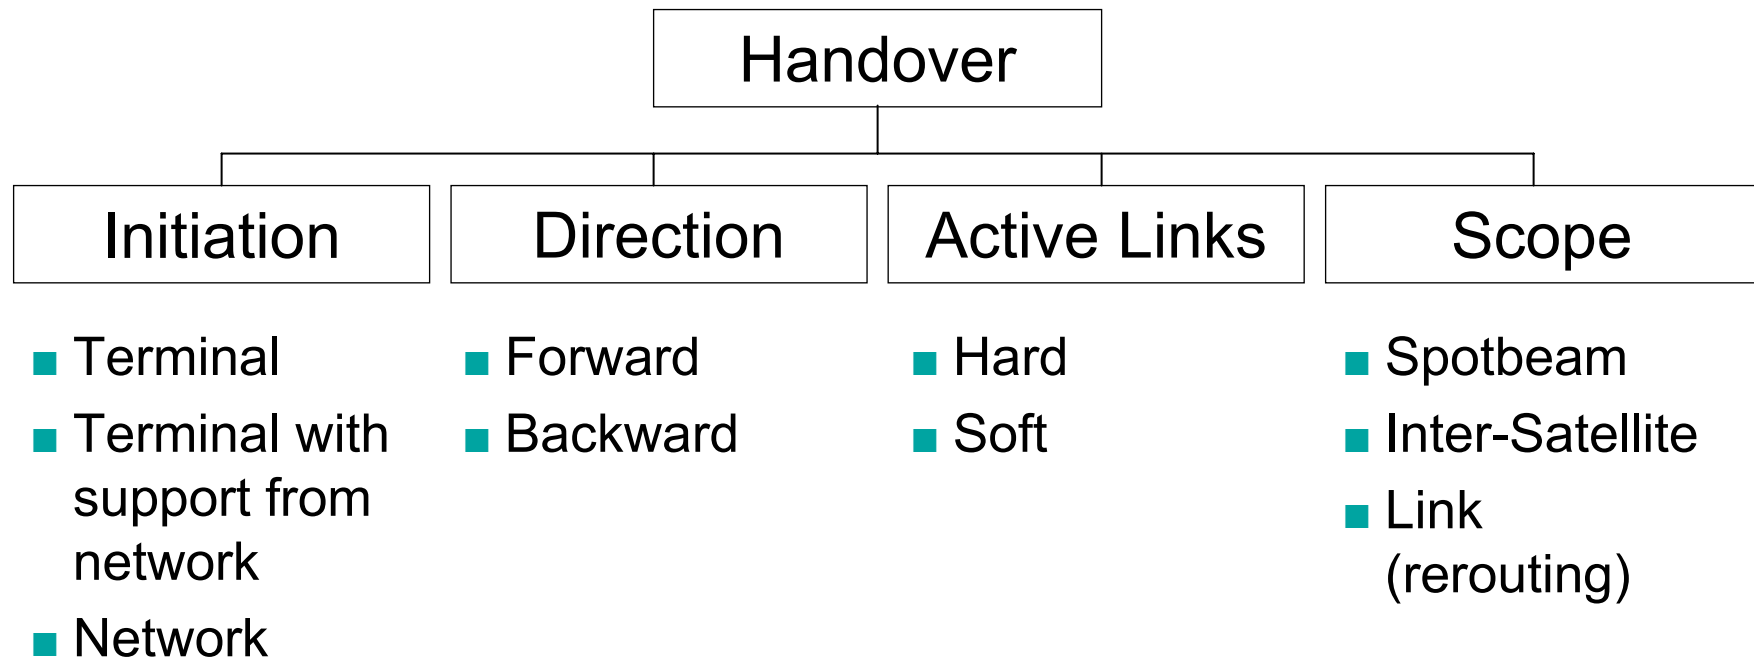 Handover
Initiation
Terminal
Terminal with
support from
network
Network
Direction
Forward
Backward
Active Links
Hard
Soft
Scope
Spotbeam
Inter-Satellite
Link
(rerouting)